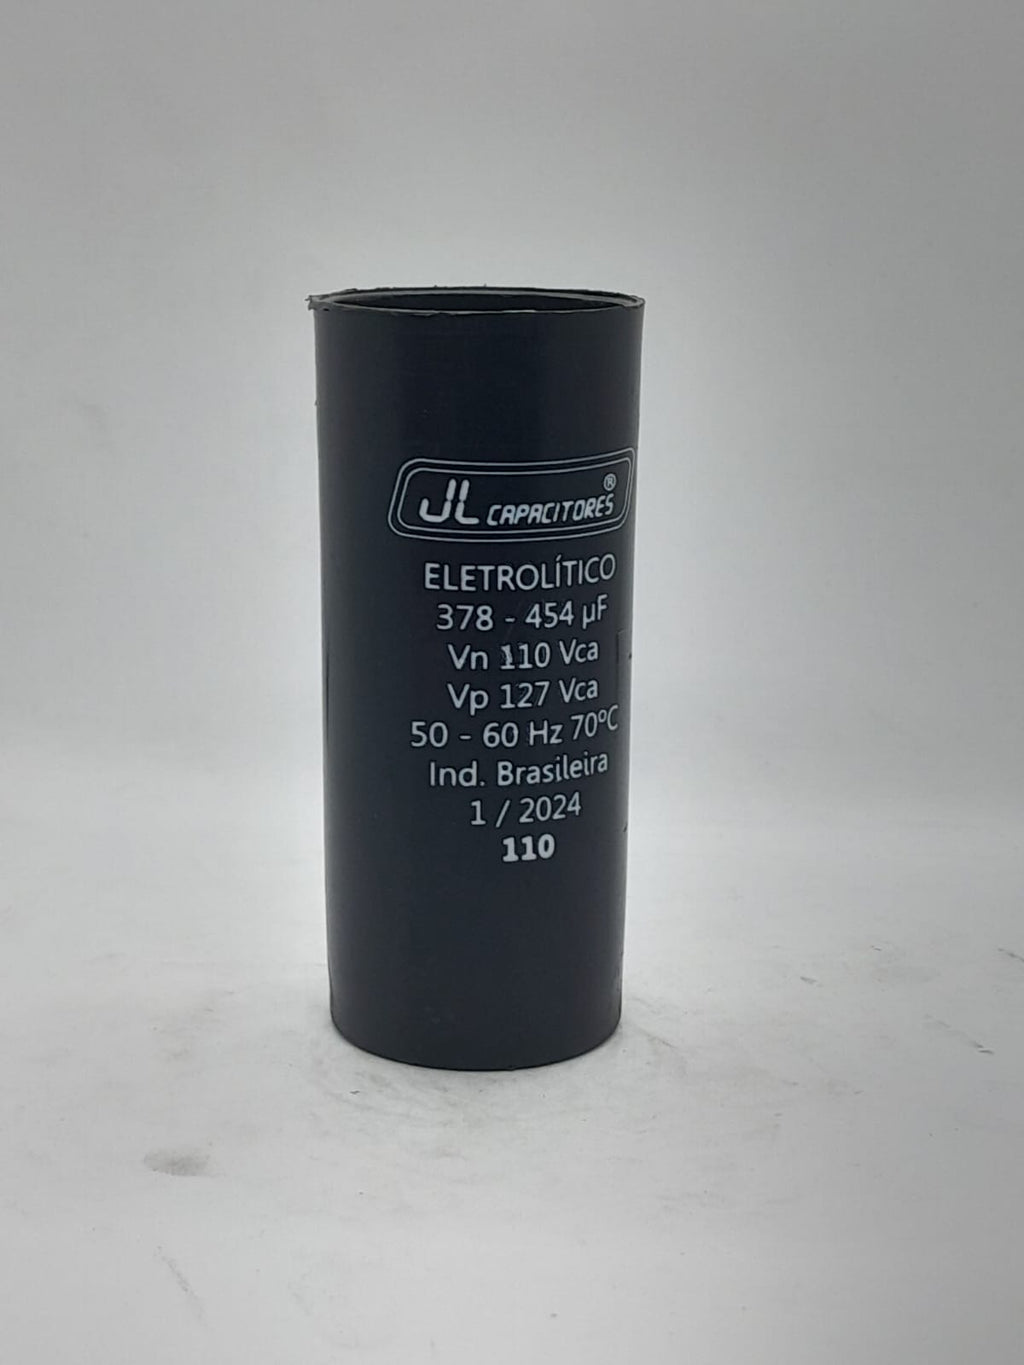 JL CAPACITORES®
ELETROLÍTICO
378 - 454 µF
Vn 110 Vca
Vp 127 Vca
50 - 60 Hz 70ºC
Ind. Brasileira
1 / 2024
110